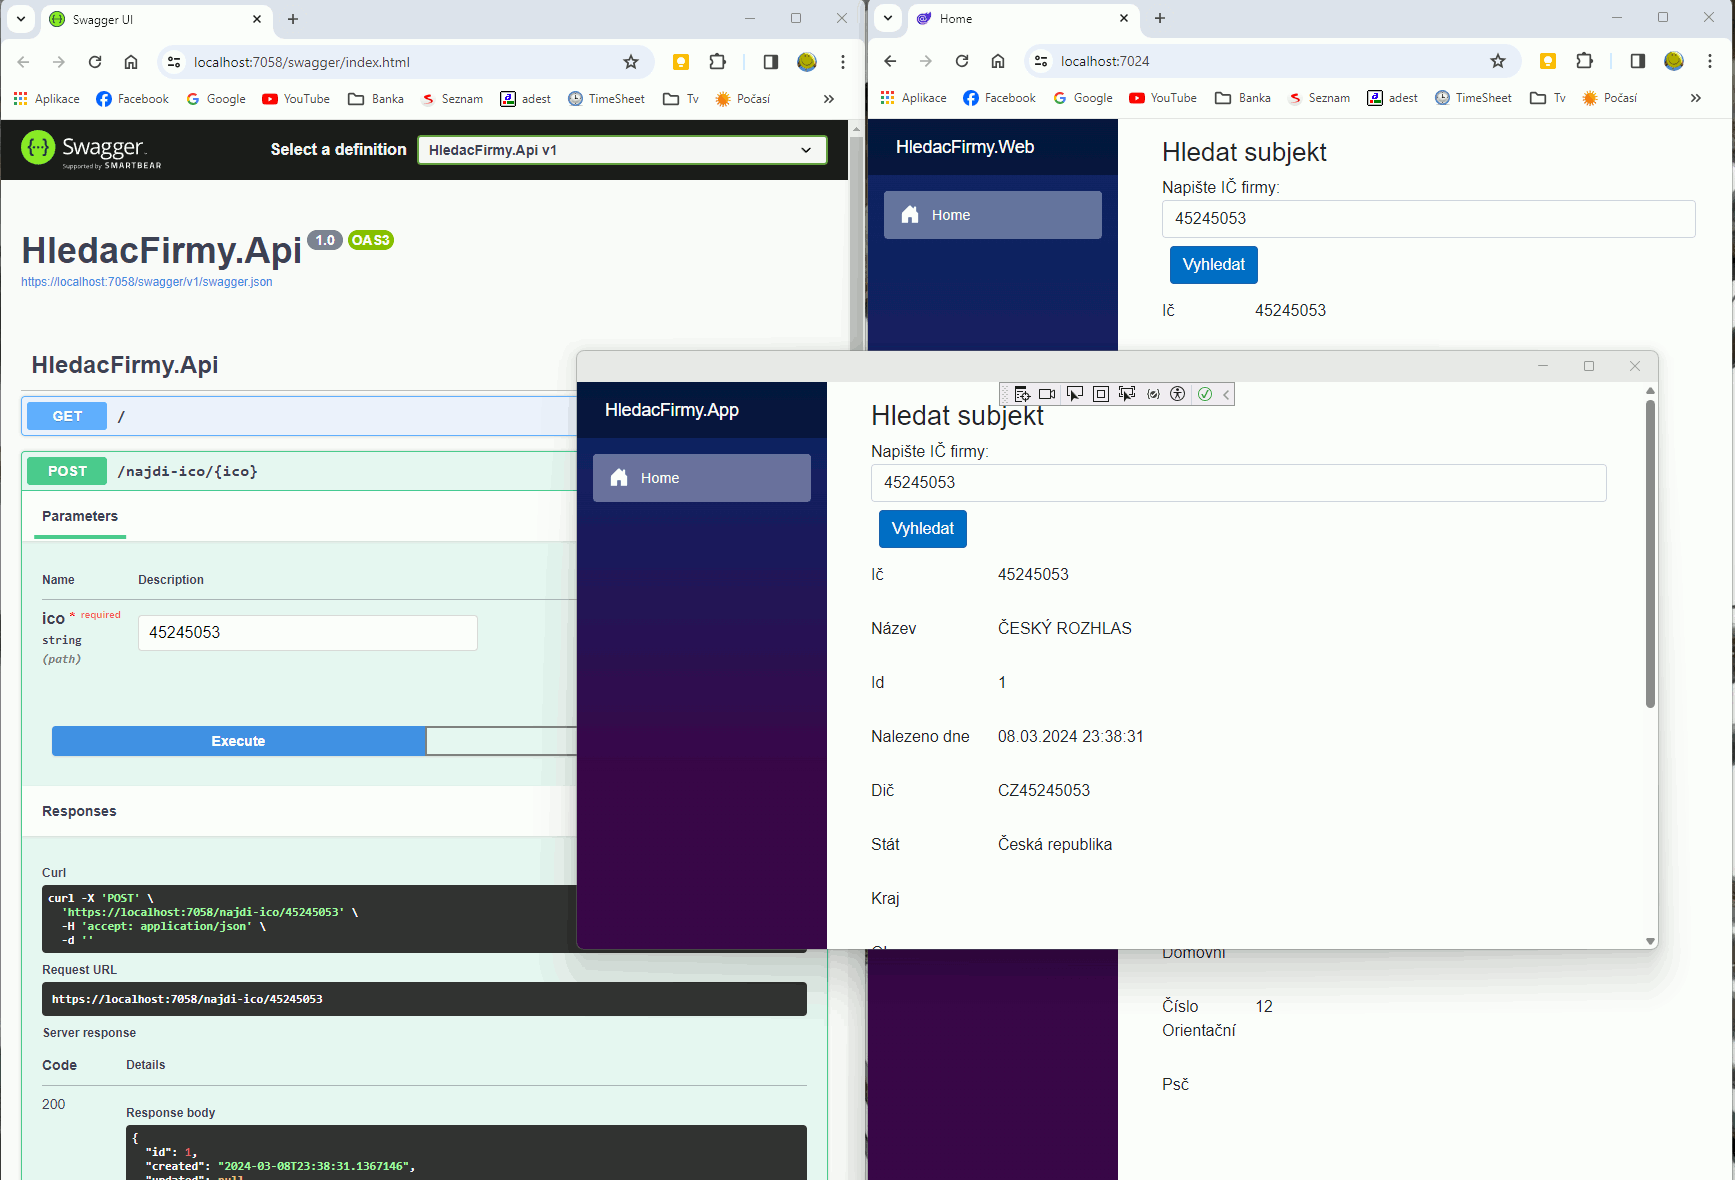 Swagger UI
localhost:7058/swagger/index.html
Aplikace
Facebook
Google
YouTube
Banka
Seznam
adest
TimeSheet
Tv
Počasí
Swagger
Supported by SMARTBEAR
Select a definition
HledacFirmy.Api v1
HledacFirmy.Api 1.0 OAS3
https://localhost:7058/swagger/v1/swagger.json
HledacFirmy.Api
GET /
POST /najdi-ico/{ico}
Parameters
Name Description
ico * required
string
(path)
45245053
Execute
Responses
Curl
curl -X 'POST' \
'https://localhost:7058/najdi-ico/45245053' \
-H 'accept: application/json' \
-d ''
Request URL
https://localhost:7058/najdi-ico/45245053
Server response
Code Details
200
Response body
{
"id": 1,
"created": "2024-03-08T23:38:31.1367146",
"updated": null
Home
localhost:7024
Aplikace
Facebook
Google
YouTube
Banka
Seznam
adest
TimeSheet
Tv
Počasí
HledacFirmy.Web
Home
Hledat subjekt
Napište IČ firmy:
45245053
Vyhledat
Ič 45245053
Domovní
Číslo 12
Orientační
Psč
HledacFirmy.App
Home
Hledat subjekt
Napište IČ firmy:
45245053
Vyhledat
Ič 45245053
Název ČESKÝ ROZHLAS
Id 1
Nalezeno dne 08.03.2024 23:38:31
Dič CZ45245053
Stát Česká republika
Kraj